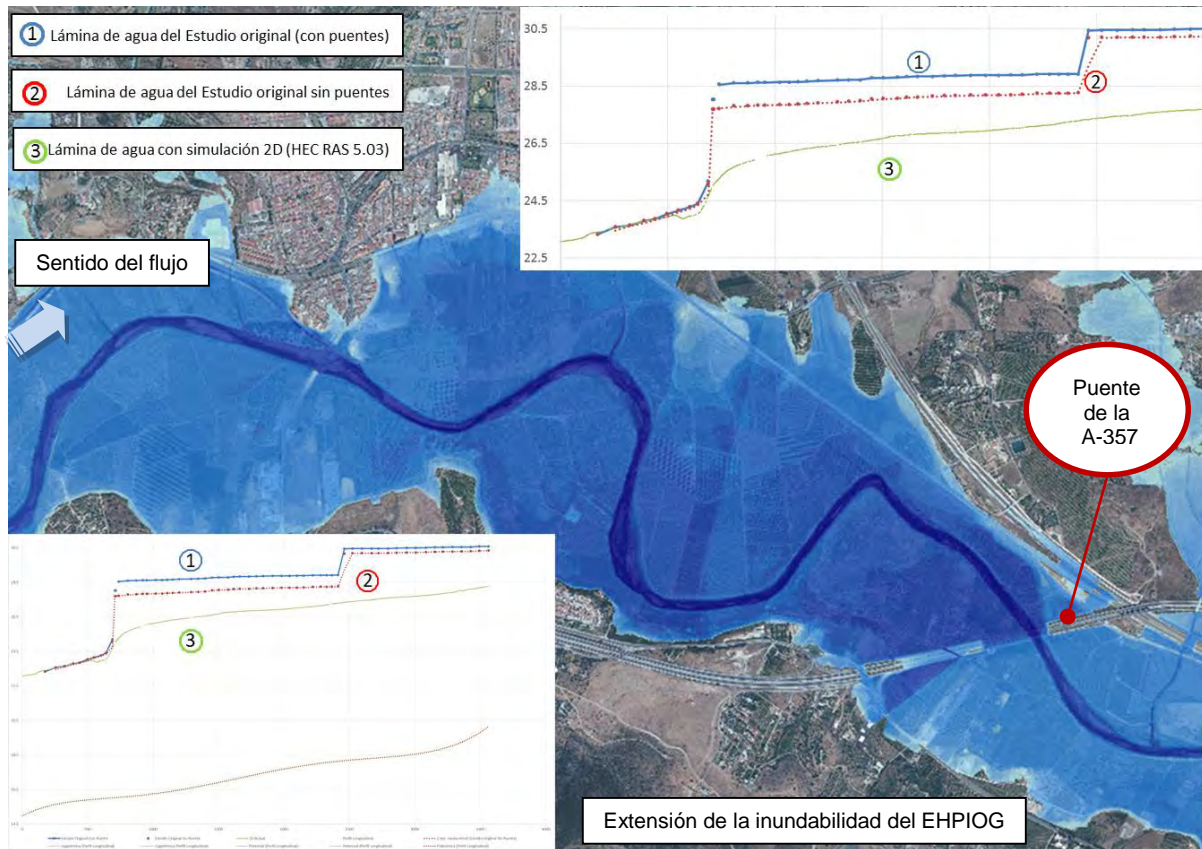 1 Lámina de agua del Estudio original (con puentes)
2 Lámina de agua del Estudio original sin puentes
3 Lámina de agua con simulación 2D (HEC RAS 5.03)
30.5
28.5
26.5
24.5
22.5
1
2
3
Sentido del flujo
Puente
de la
A-357
1
2
3
Extensión de la inundabilidad del EHPIOG